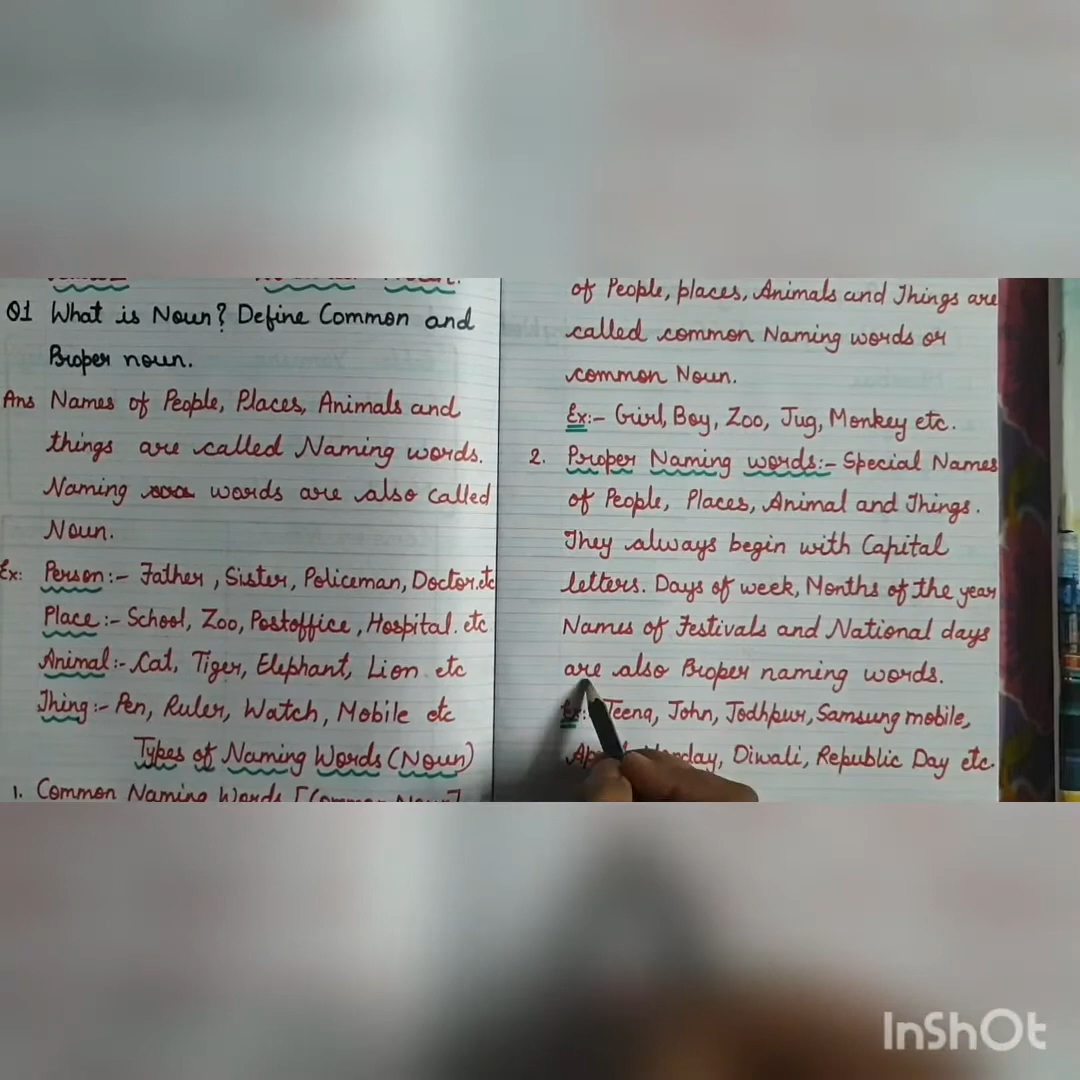 Noun.
Q1 What is Noun? Define Common and
Proper noun.
Ans Names of People, Places, Animals and
things are called Naming words.
Naming words are also called
Noun.
Ex: Person:- Father, Sister, Policeman, Doctor.etc
Place:- School, Zoo, Postoffice, Hospital. etc
Animal:- Cat, Tiger, Elephant, Lion. etc
Thing:- Pen, Ruler, Watch, Mobile etc
Types of Naming Words (Noun)
1. Common Naming Words [(Common Noun]
of People, places, Animals and Things are
called common Naming words or
common Noun.
Ex:- Girl, Boy, Zoo, Jug, Monkey etc.
2. Proper Naming words:- Special Names
of People, Places, Animal and Things.
They always begin with Capital
letters. Days of week, Months of the year
Names of Festivals and National days
are also Proper naming words.
Ex: Teena, John, Jodhpur, Samsung mobile,
Diwali, Republic Day etc.
InShOt